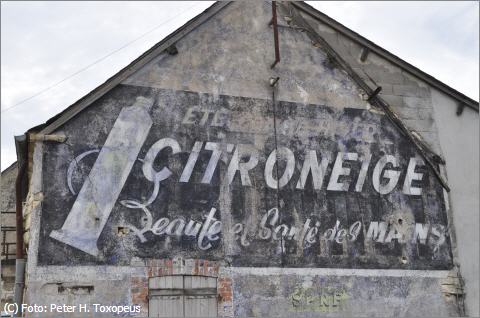 ÉTÉ
CITRONEIGE
Beauté et Santé des MAINS
(c) Foto: Peter H. Toxopeus